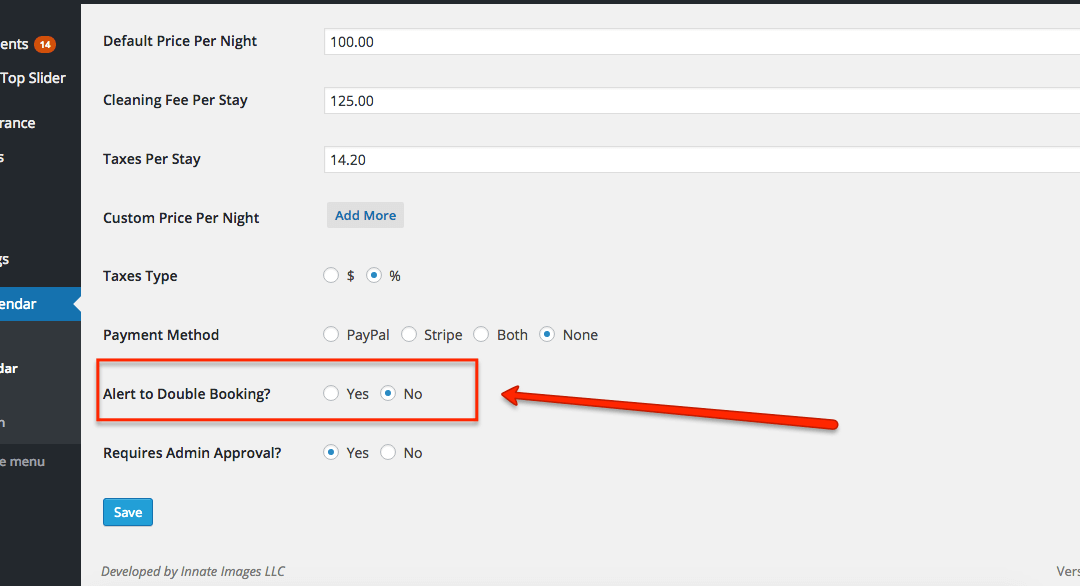 ents 14
Top Slider
rance
s
gs
endar
dar
n
e menu
Default Price Per Night 100.00
Cleaning Fee Per Stay 125.00
Taxes Per Stay 14.20
Custom Price Per Night Add More
Taxes Type $ %
Payment Method PayPal Stripe Both None
Alert to Double Booking? Yes No
Requires Admin Approval? Yes No
Save
Developed by Innate Images LLC Vers